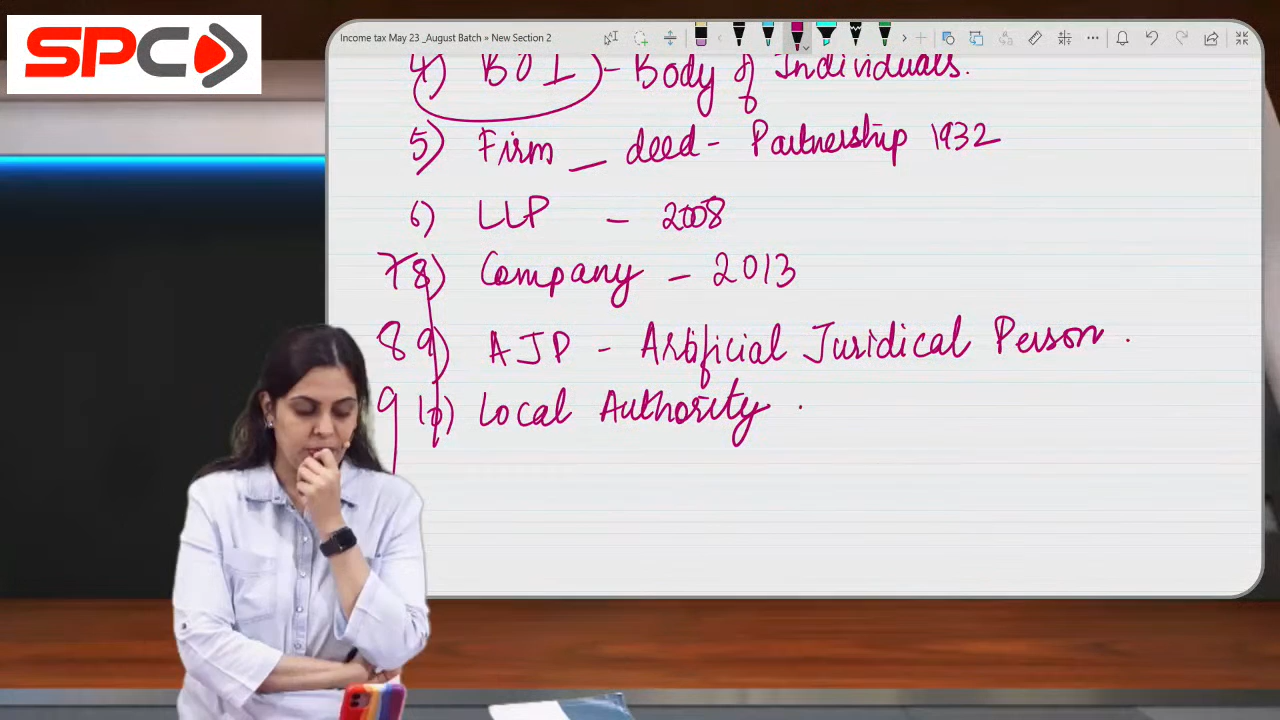 SPC
Income tax May 23 _August Batch » New Section 2
4) BOI - Body of Individuals.
5) Firm _ deed - Partnership 1932
6) LLP - 2008
7 8) Company - 2013
8 9) AJP - Artificial Juridical Person.
9 10) Local Authority.